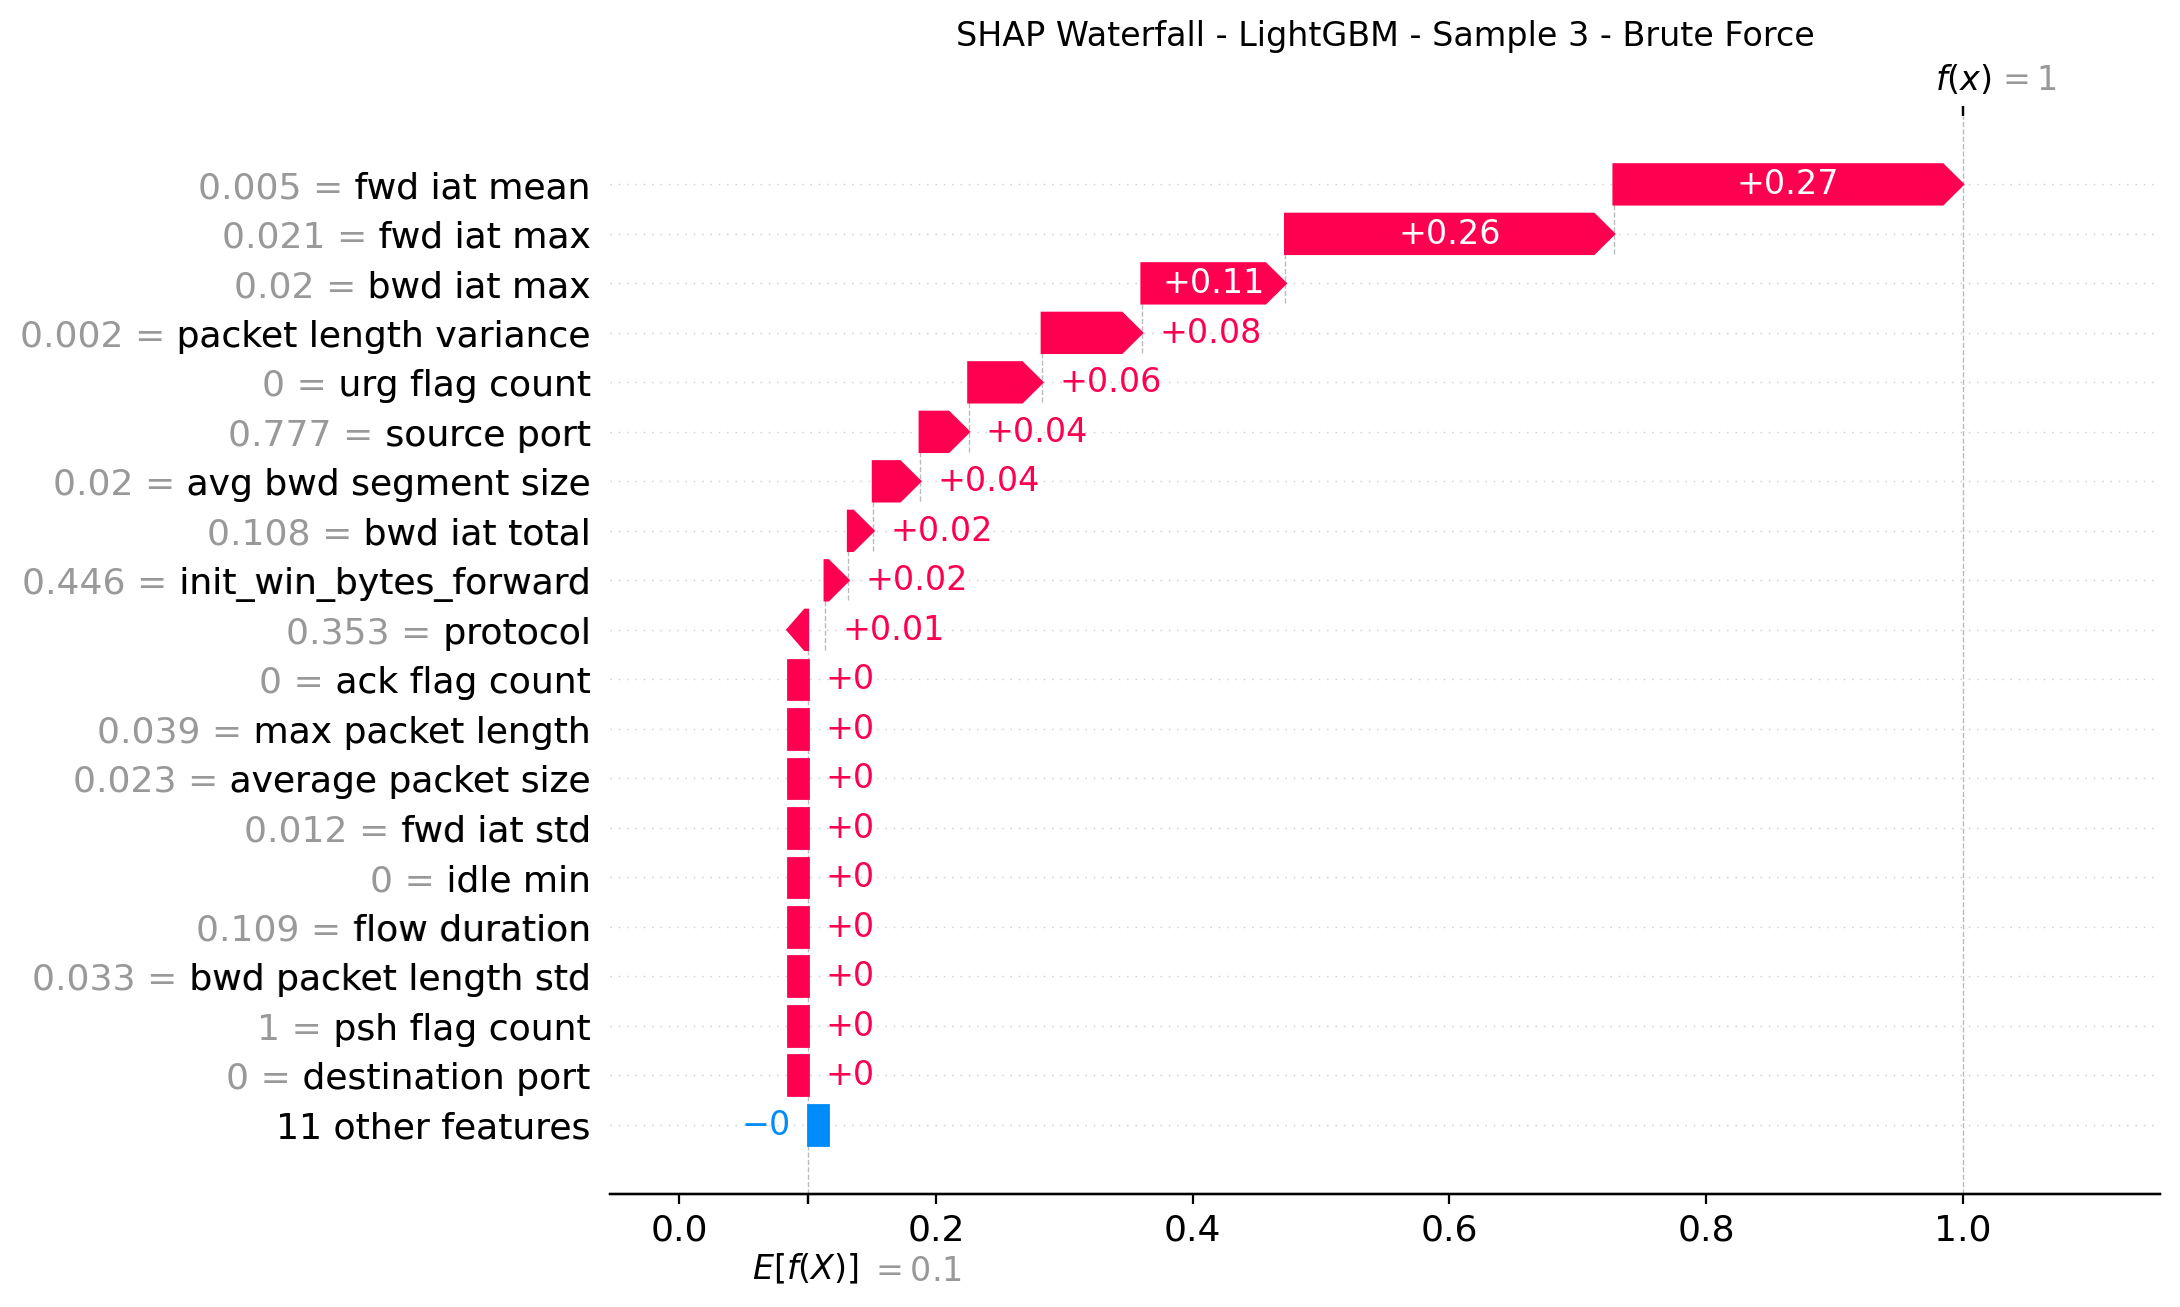 SHAP Waterfall - LightGBM - Sample 3 - Brute Force
f(x) = 1
0.005 = fwd iat mean +0.27
0.021 = fwd iat max +0.26
0.02 = bwd iat max +0.11
0.002 = packet length variance +0.08
0 = urg flag count +0.06
0.777 = source port +0.04
0.02 = avg bwd segment size +0.04
0.108 = bwd iat total +0.02
0.446 = init_win_bytes_forward +0.02
0.353 = protocol +0.01
0 = ack flag count +0
0.039 = max packet length +0
0.023 = average packet size +0
0.012 = fwd iat std +0
0 = idle min +0
0.109 = flow duration +0
0.033 = bwd packet length std +0
1 = psh flag count +0
0 = destination port +0
11 other features −0
0.0 0.2 0.4 0.6 0.8 1.0
E[f(X)] = 0.1